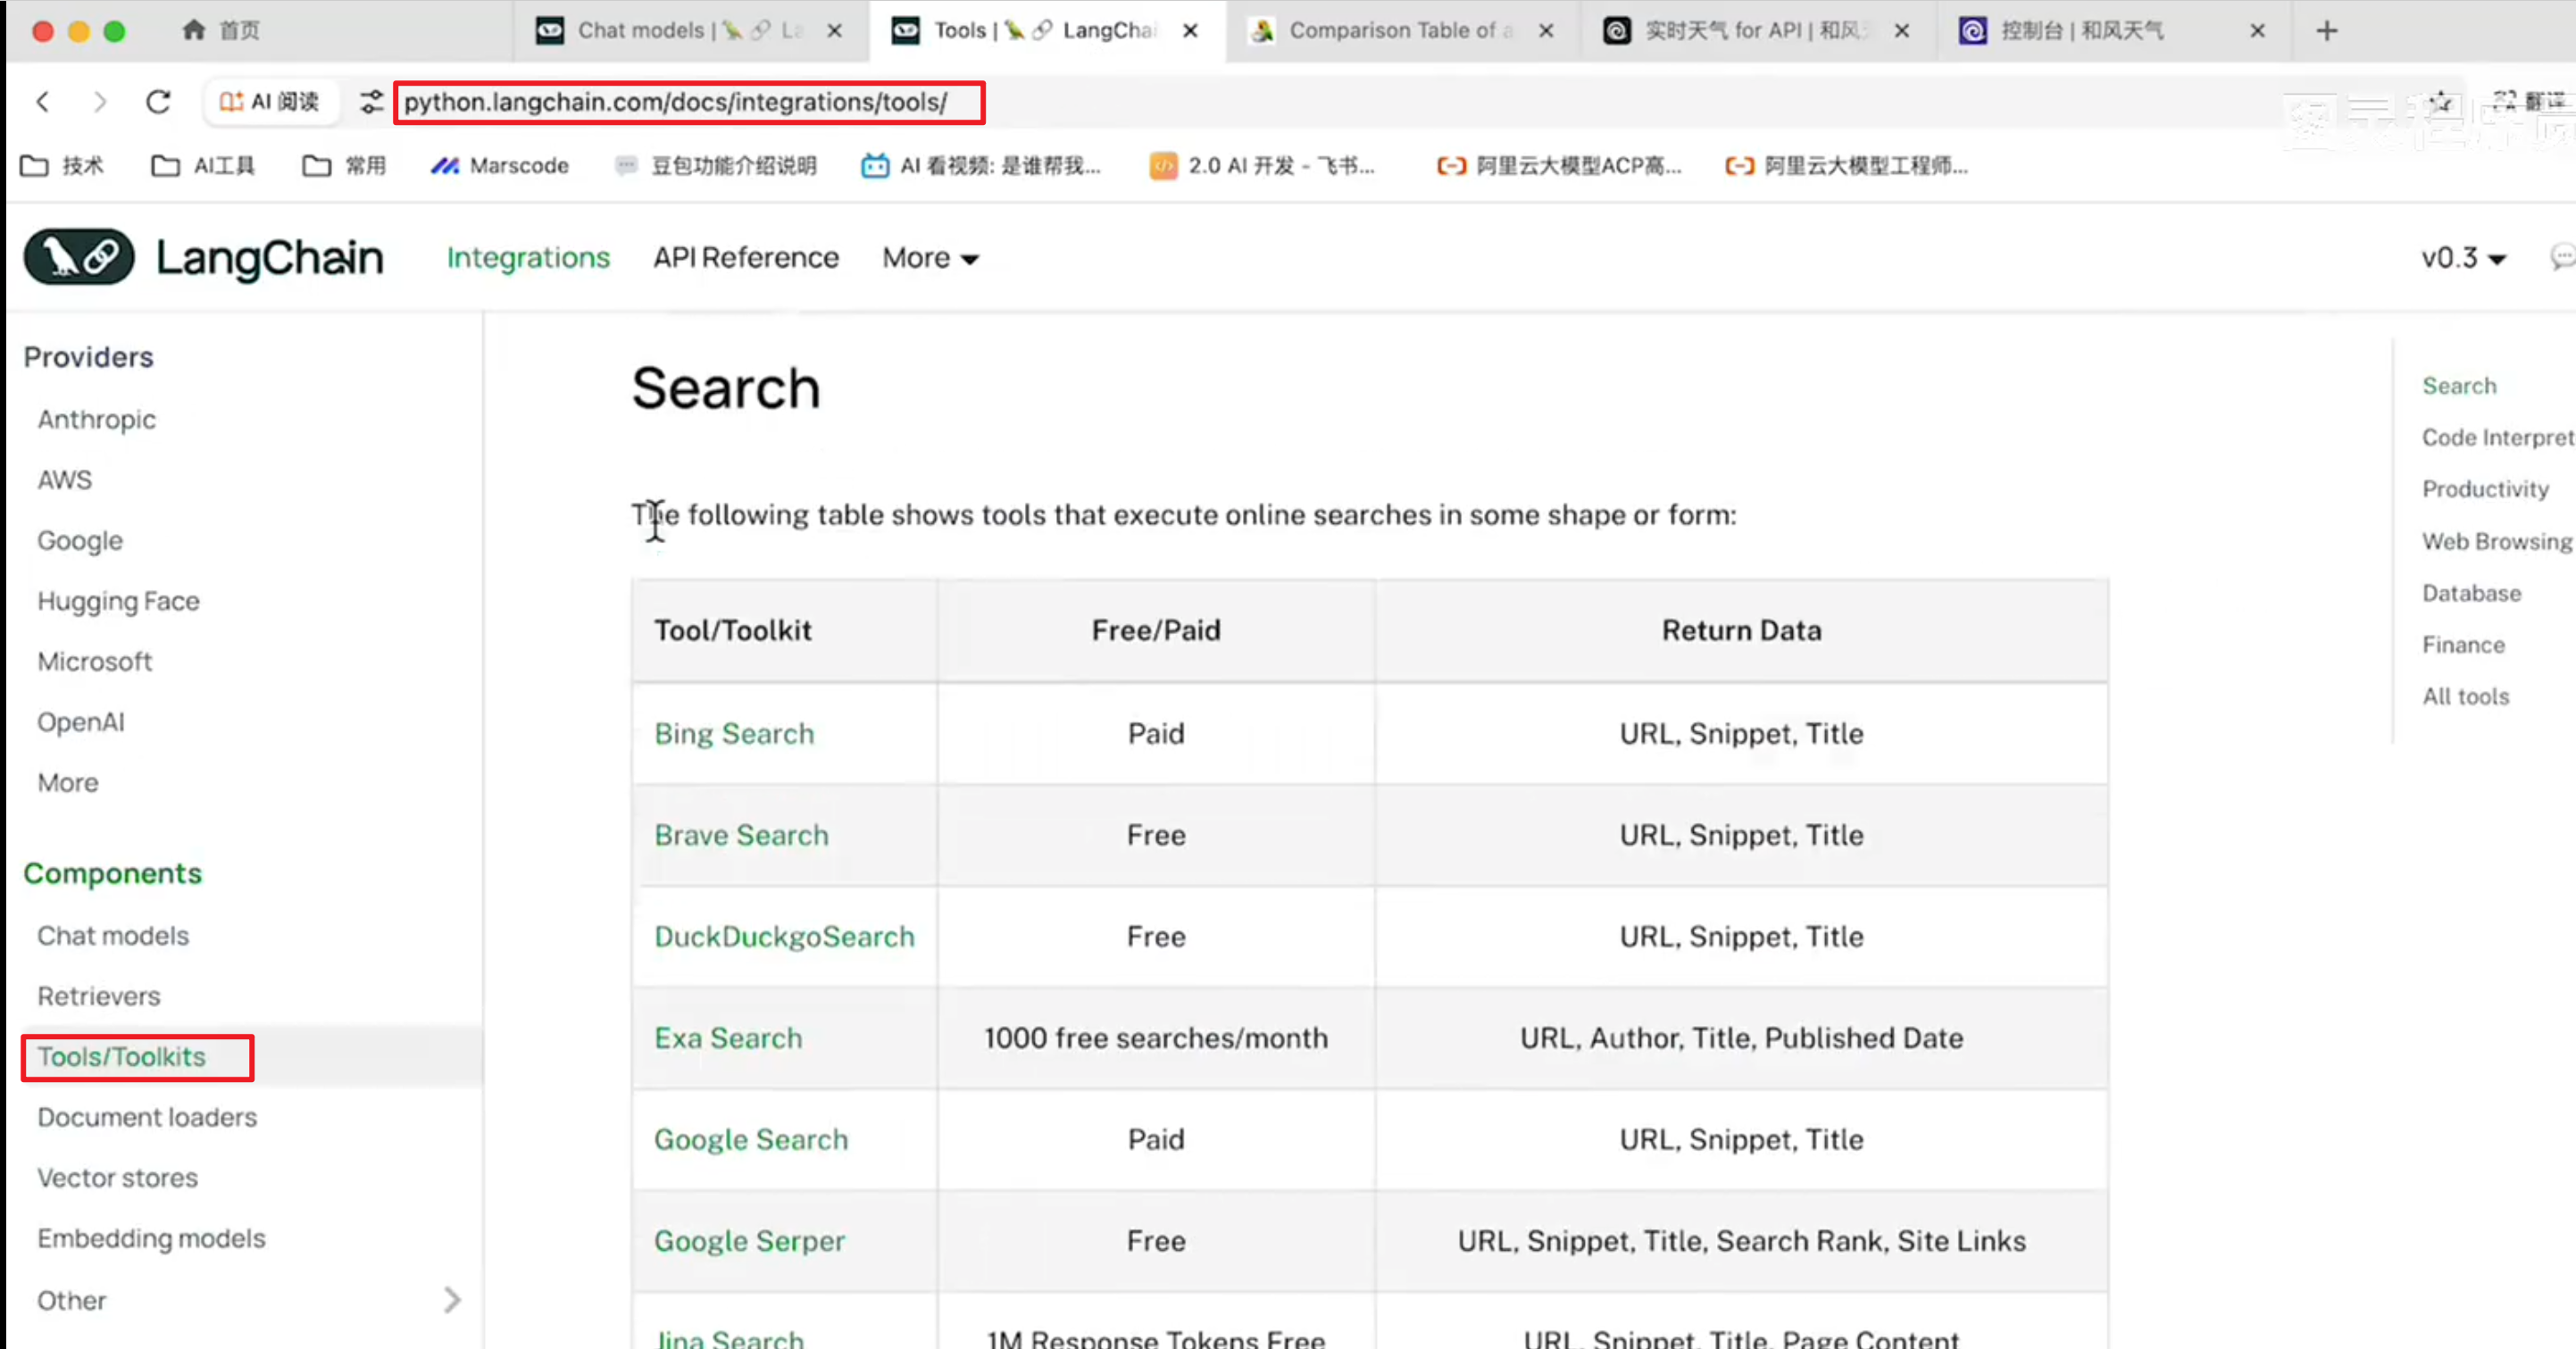 首页
Chat models | La
Tools | LangChai
Comparison Table of a
实时天气 for API | 和风
控制台 | 和风天气
AI 阅读
python.langchain.com/docs/integrations/tools/
翻译
图灵程序员
技术
AI工具
常用
Marscode
豆包功能介绍说明
AI 看视频: 是谁帮我...
2.0 AI 开发 - 飞书...
阿里云大模型ACP高...
阿里云大模型工程师...
LangChain
Integrations
API Reference
More
v0.3
Providers
Anthropic
AWS
Google
Hugging Face
Microsoft
OpenAI
More
Components
Chat models
Retrievers
Tools/Toolkits
Document loaders
Vector stores
Embedding models
Other
Search
The following table shows tools that execute online searches in some shape or form:
Tool/Toolkit Free/Paid Return Data
Bing Search Paid URL, Snippet, Title
Brave Search Free URL, Snippet, Title
DuckDuckgoSearch Free URL, Snippet, Title
Exa Search 1000 free searches/month URL, Author, Title, Published Date
Google Search Paid URL, Snippet, Title
Google Serper Free URL, Snippet, Title, Search Rank, Site Links
Jina Search 1M Response Tokens Free URL, Snippet, Title, Page Content
Search
Code Interpret
Productivity
Web Browsing
Database
Finance
All tools